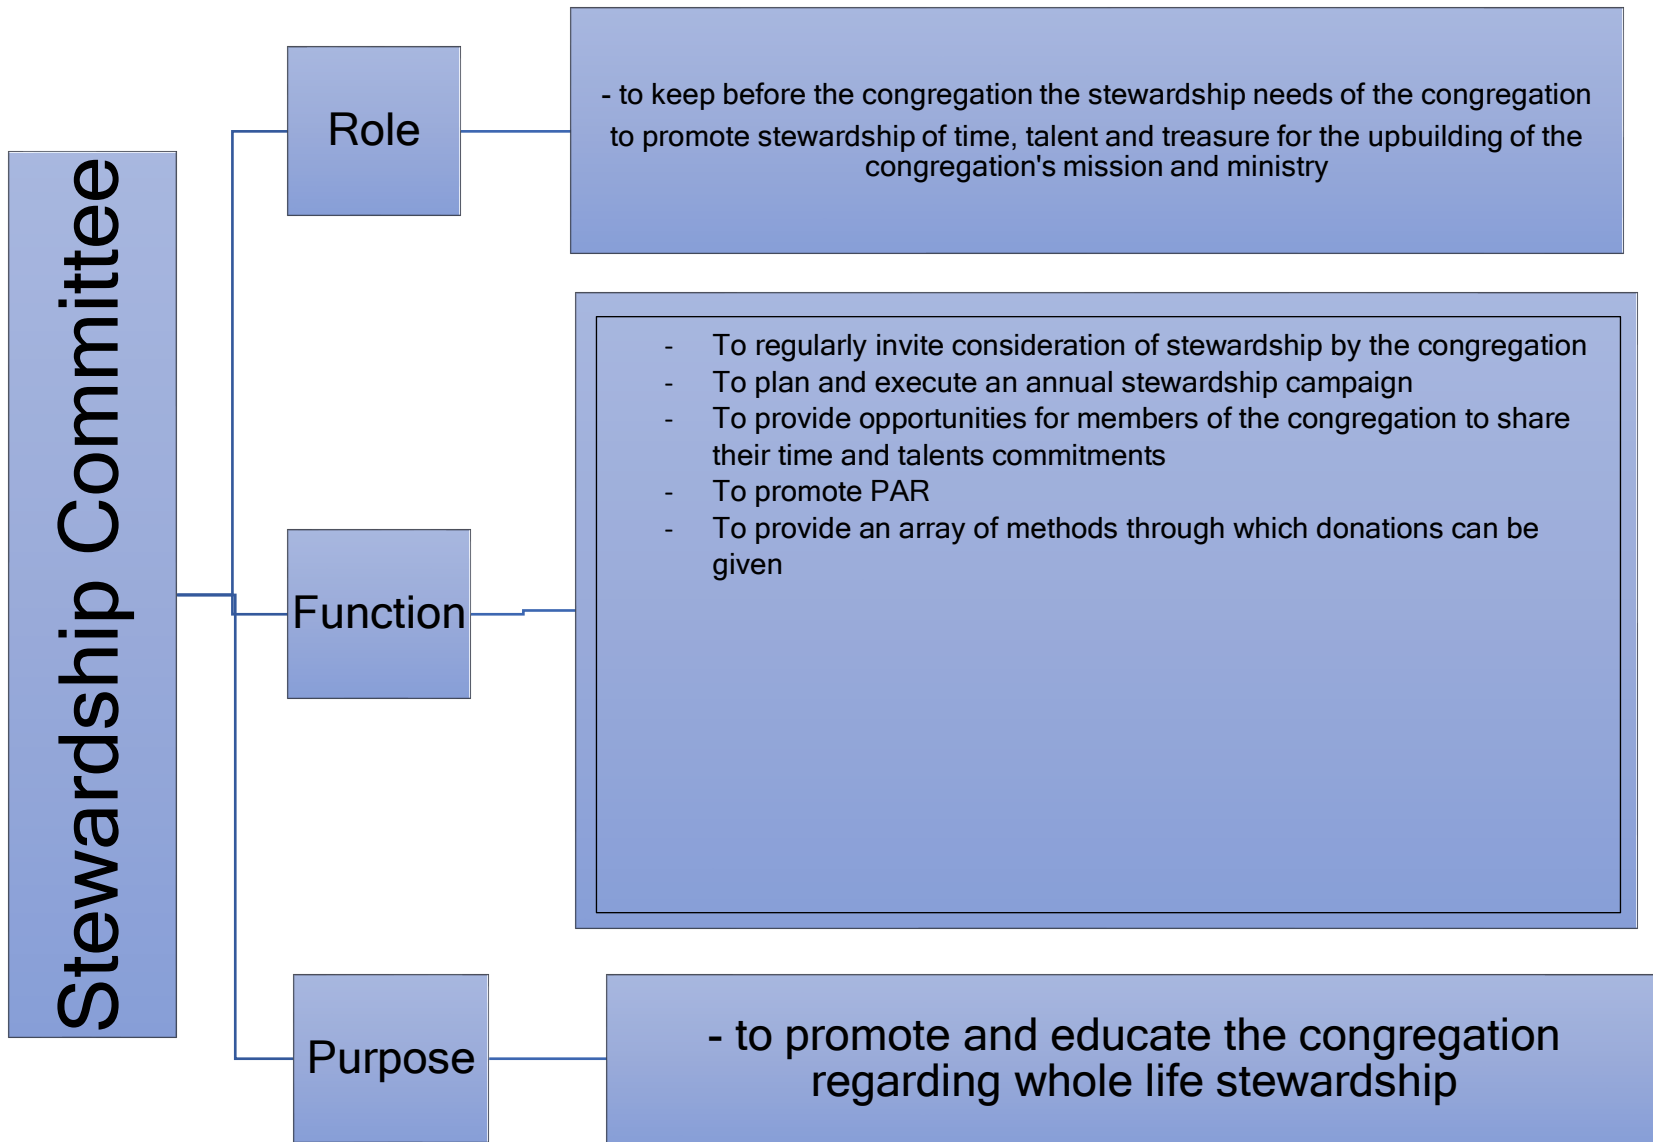 Stewardship Committee
Role
- to keep before the congregation the stewardship needs of the congregation
to promote stewardship of time, talent and treasure for the upbuilding of the
congregation's mission and ministry
Function
- To regularly invite consideration of stewardship by the congregation
- To plan and execute an annual stewardship campaign
- To provide opportunities for members of the congregation to share
their time and talents commitments
- To promote PAR
- To provide an array of methods through which donations can be
given
Purpose
- to promote and educate the congregation
regarding whole life stewardship